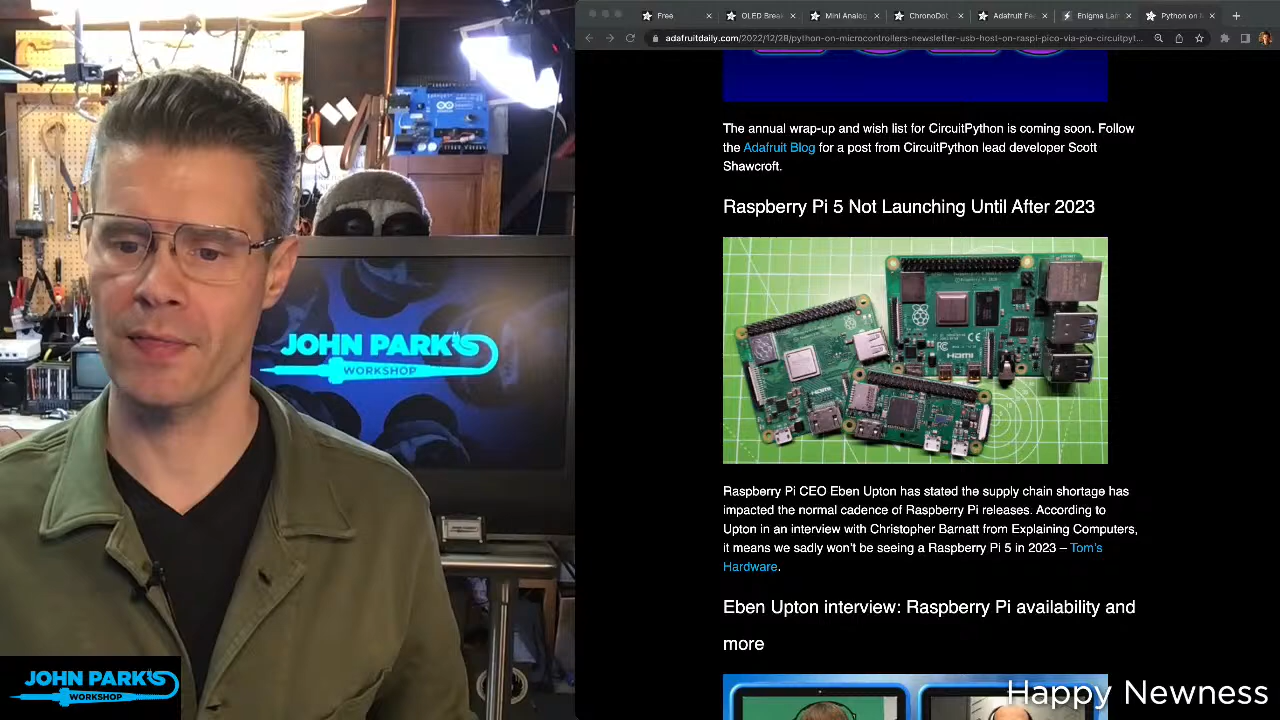 Free
OLED Bon
Mini Analog
ChronoDot
Adafruit Fe
Enigma Lab
Python on
adafruitdaily.com/2022/12/28/python-on-microcontrollers-newsletter-usb-host-on-raspi-pico-via-pio-circuitpyt
The annual wrap-up and wish list for CircuitPython is coming soon. Follow
the Adafruit Blog for a post from CircuitPython lead developer Scott
Shawcroft.
Raspberry Pi 5 Not Launching Until After 2023
HDMI
Raspberry Pi CEO Eben Upton has stated the supply chain shortage has
impacted the normal cadence of Raspberry Pi releases. According to
Upton in an interview with Christopher Barnatt from Explaining Computers,
it means we sadly won't be seeing a Raspberry Pi 5 in 2023 – Tom's
Hardware.
Eben Upton interview: Raspberry Pi availability and
more
JOHN PARK'S
WORKSHOP
JOHN PARK'S
WORKSHOP
Happy Newness